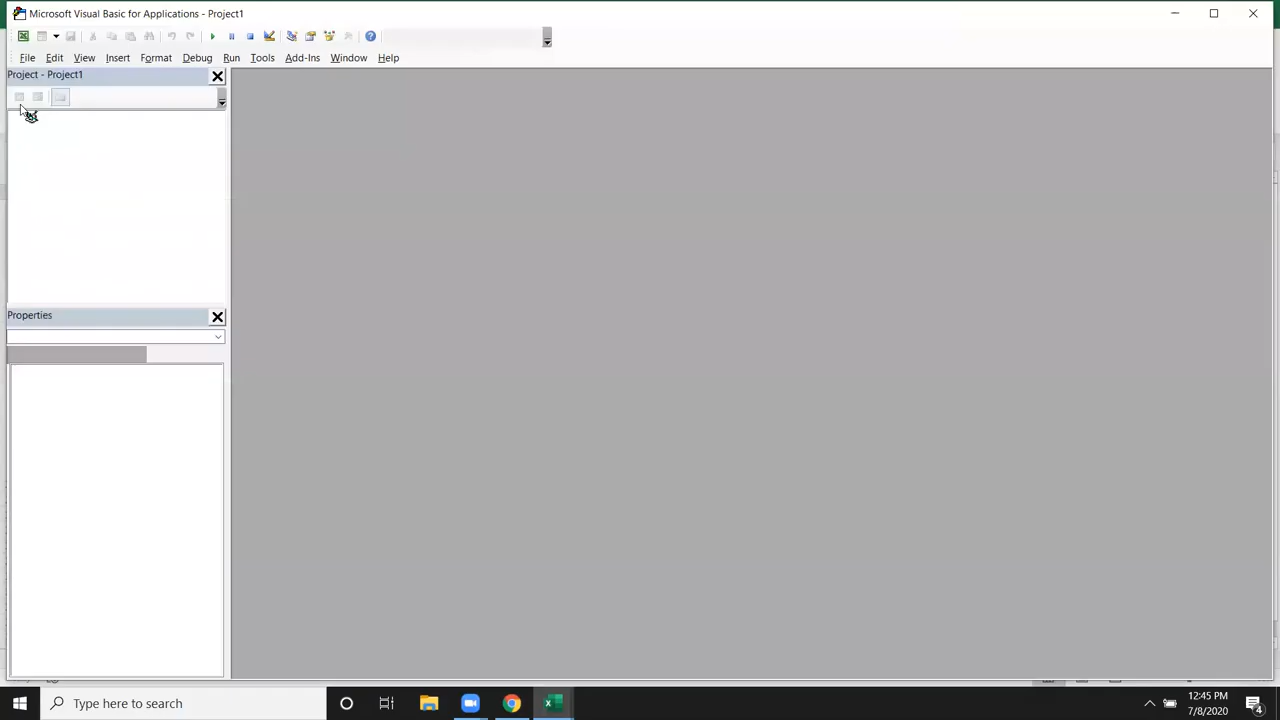 Microsoft Visual Basic for Applications - Project1
File Edit View Insert Format Debug Run Tools Add-Ins Window Help
Project - Project1
Properties
Type here to search
12:45 PM
7/8/2020
4